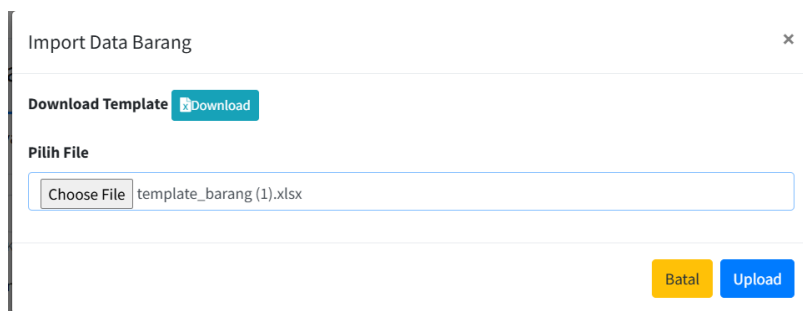 Import Data Barang ×
Download Template Download
Pilih File
Choose File template_barang (1).xlsx
Batal Upload